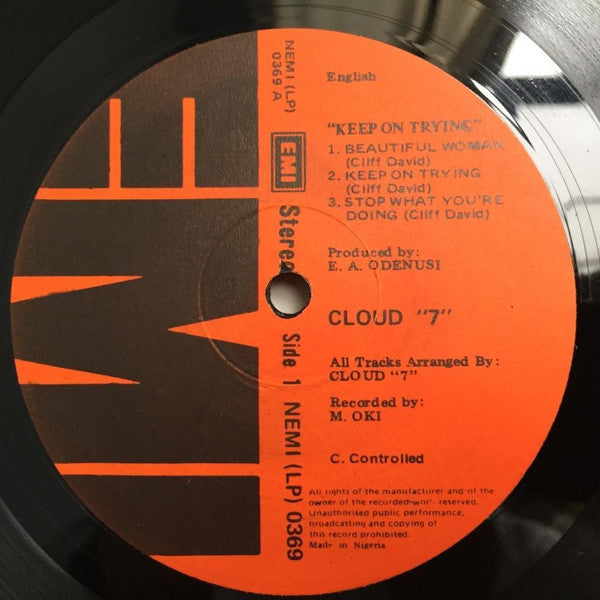 NEMI (LP)
0369 A
EMI
Stereo
Side 1
NEMI (LP) 0369
English
"KEEP ON TRYING"
1. BEAUTIFUL WOMAN
(Cliff David)
2. KEEP ON TRYING
(Cliff David)
3. STOP WHAT YOU'RE
DOING (Cliff David)
Produced by:
E. A. ODENUSI
CLOUD "7"
All Tracks Arranged By:
CLOUD "7"
Recorded by:
M. OKI
C. Controlled
All rights of the manufacturer and of the
owner of the recorded work reserved.
Unauthorised public performance,
broadcasting and copying of
this record prohibited.
Made in Nigeria
EMI